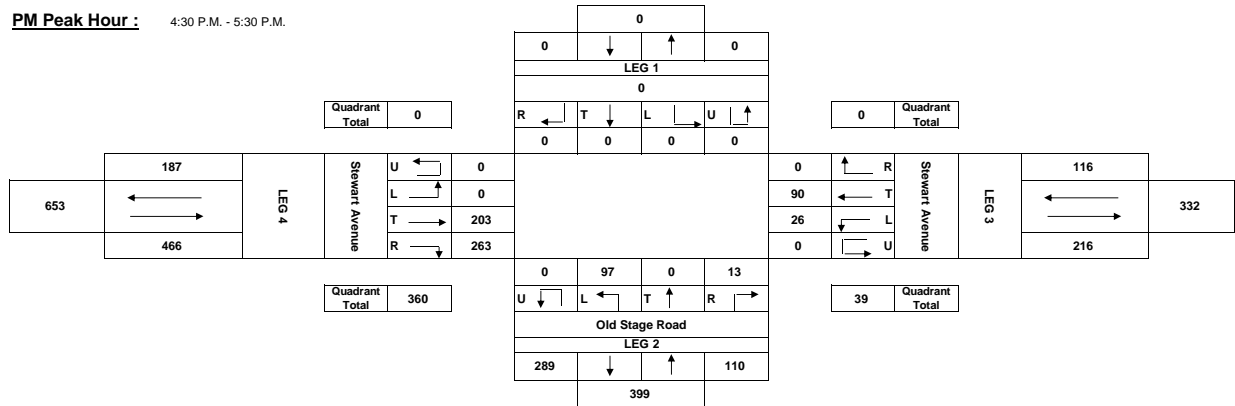 PM Peak Hour : 4:30 P.M. - 5:30 P.M.
0
0 0
LEG 1
0
Quadrant Total 0
R T L U
0 Quadrant Total
0 0 0 0
187
U 0
0 R
116
653
LEG 4
Stewart Avenue
L 0
90 T
Stewart Avenue
LEG 3
332
T 203
26 L
466
R 263
0 U
216
0 97 0 13
Quadrant Total 360
U L T R
39 Quadrant Total
Old Stage Road
LEG 2
289 110
399